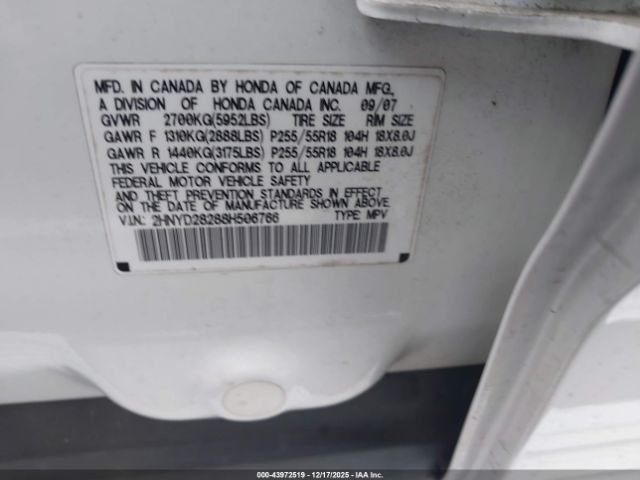 MFD. IN CANADA BY HONDA OF CANADA MFG.,
A DIVISION OF HONDA CANADA INC. 09/07
GVWR 2700KG(5952LBS) TIRE SIZE RIM SIZE
GAWR F 1310KG(2888LBS) P255/55R18 104H 18X8.0J
GAWR R 1440KG(3175LBS) P255/55R18 104H 18X8.0J
THIS VEHICLE CONFORMS TO ALL APPLICABLE
FEDERAL MOTOR VEHICLE SAFETY
AND THEFT PREVENTION STANDARDS IN EFFECT
ON THE DATE OF MANUFACTURE SHOWN ABOVE.
V.I.N.: 2HNYD28288H506766 TYPE: MPV
000-43972519 - 12/17/2025 - IAAI Inc.